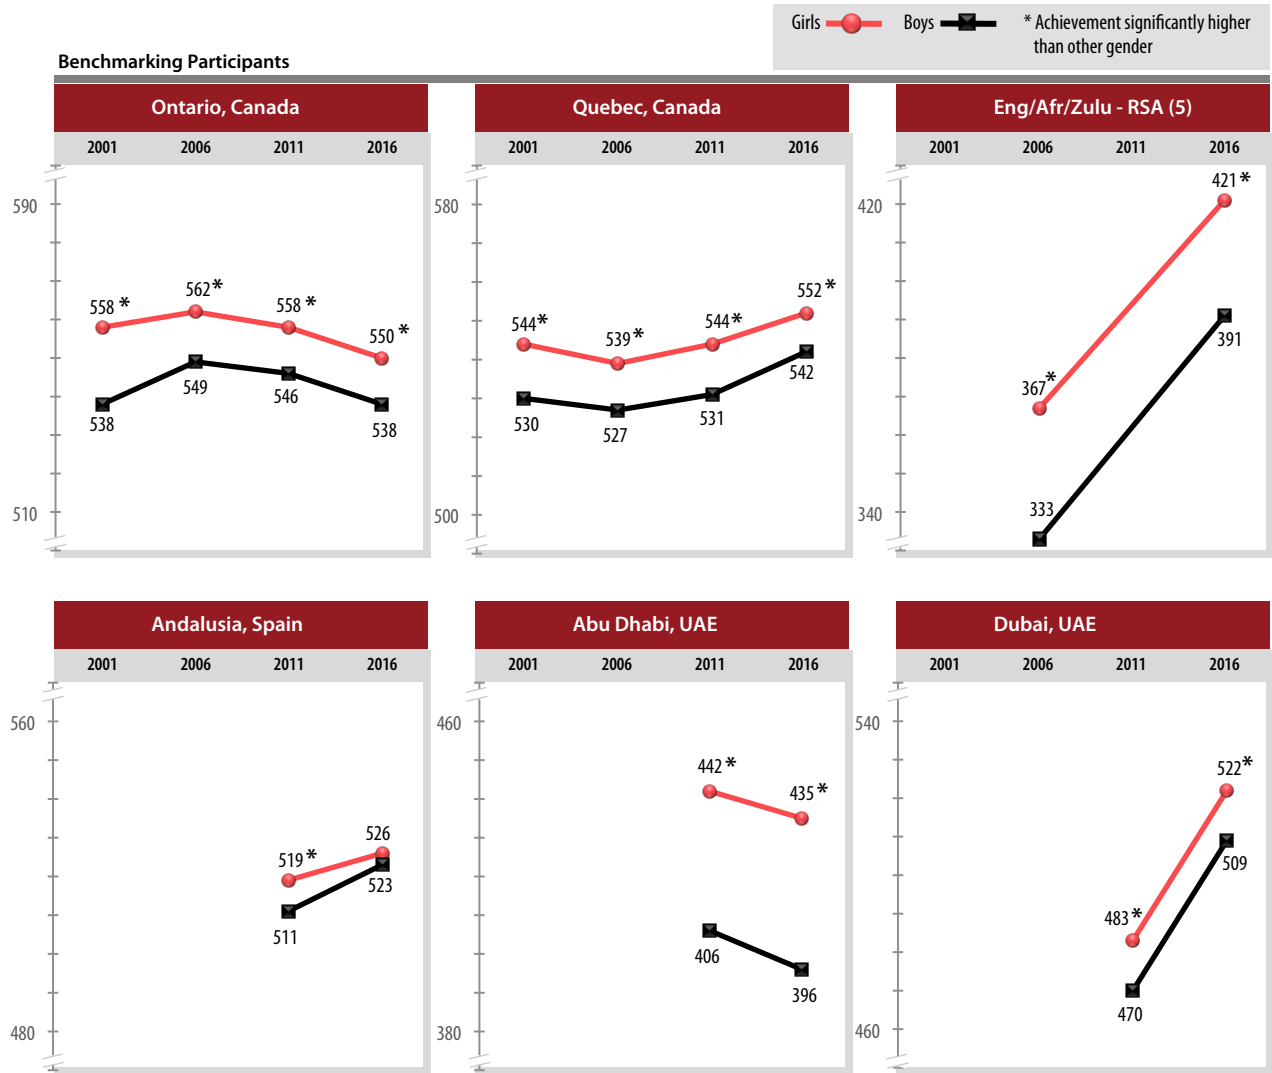 Girls Boys * Achievement significantly higher
than other gender
Benchmarking Participants
Ontario, Canada
2001 2006 2011 2016
590
558 * 562 * 558 * 550 *
538 549 546 538
510
Quebec, Canada
2001 2006 2011 2016
580
544 * 539 * 544 * 552 *
530 527 531 542
500
Eng/Afr/Zulu - RSA (5)
2001 2006 2011 2016
420
367 * 421 *
333 391
340
Andalusia, Spain
2001 2006 2011 2016
560
519 * 526
511 523
480
Abu Dhabi, UAE
2001 2006 2011 2016
460
442 * 435 *
406 396
380
Dubai, UAE
2001 2006 2011 2016
540
483 * 522 *
470 509
460